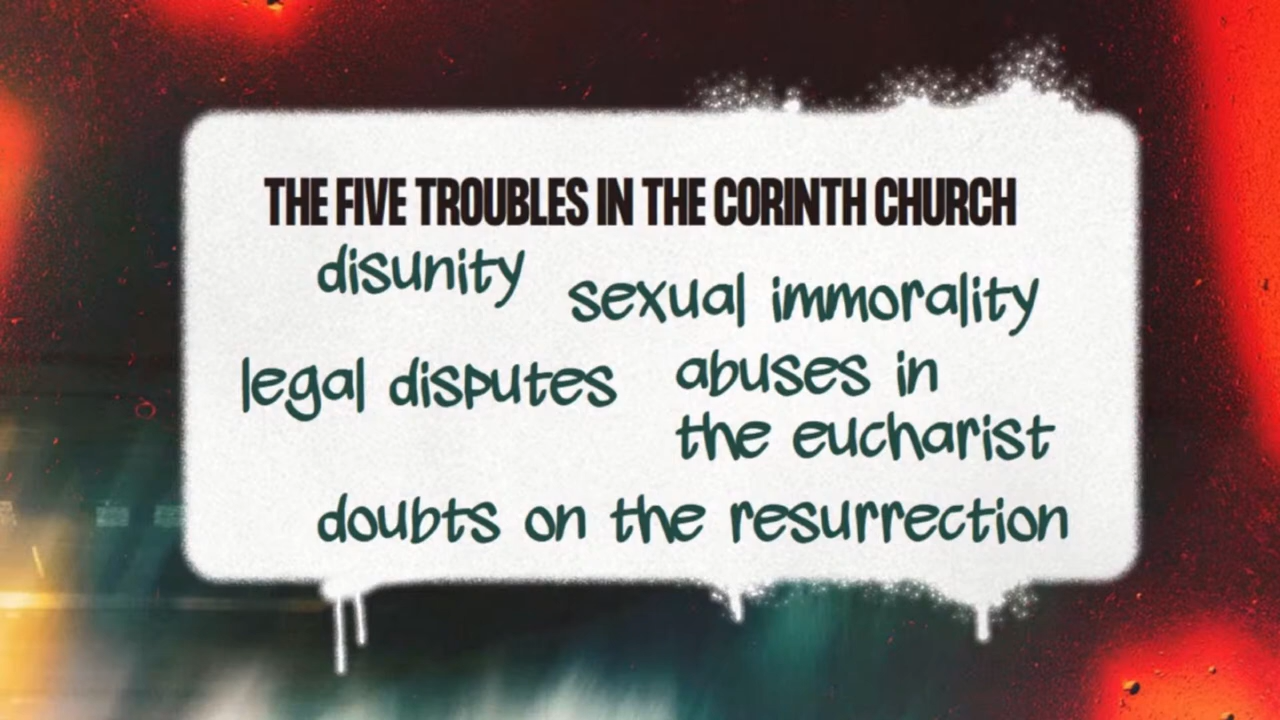 THE FIVE TROUBLES IN THE CORINTH CHURCH
disunity
sexual immorality
legal disputes
abuses in
the eucharist
doubts on the resurrection